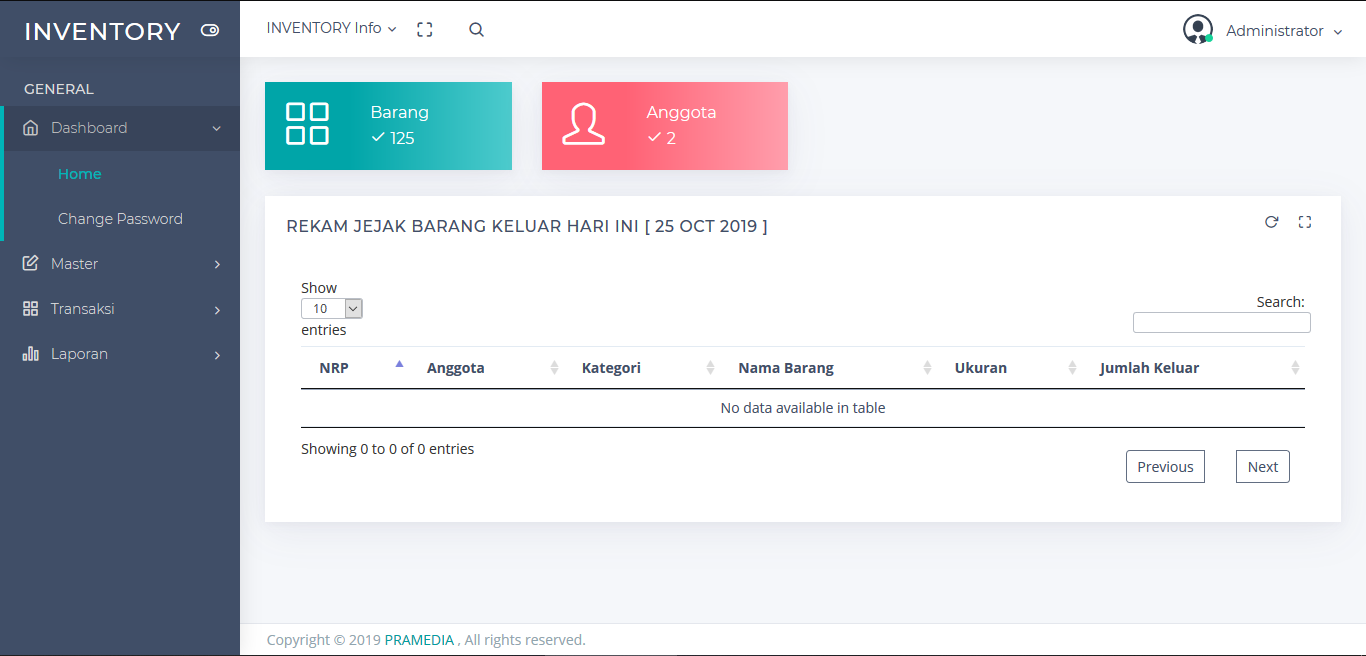 INVENTORY
INVENTORY Info
Administrator
GENERAL
Dashboard
Home
Change Password
Master
Transaksi
Laporan
Barang
125
Anggota
2
REKAM JEJAK BARANG KELUAR HARI INI [ 25 OCT 2019 ]
Show
10
entries
Search:
NRP Anggota Kategori Nama Barang Ukuran Jumlah Keluar
No data available in table
Showing 0 to 0 of 0 entries
Previous Next
Copyright © 2019 PRAMEDIA , All rights reserved.